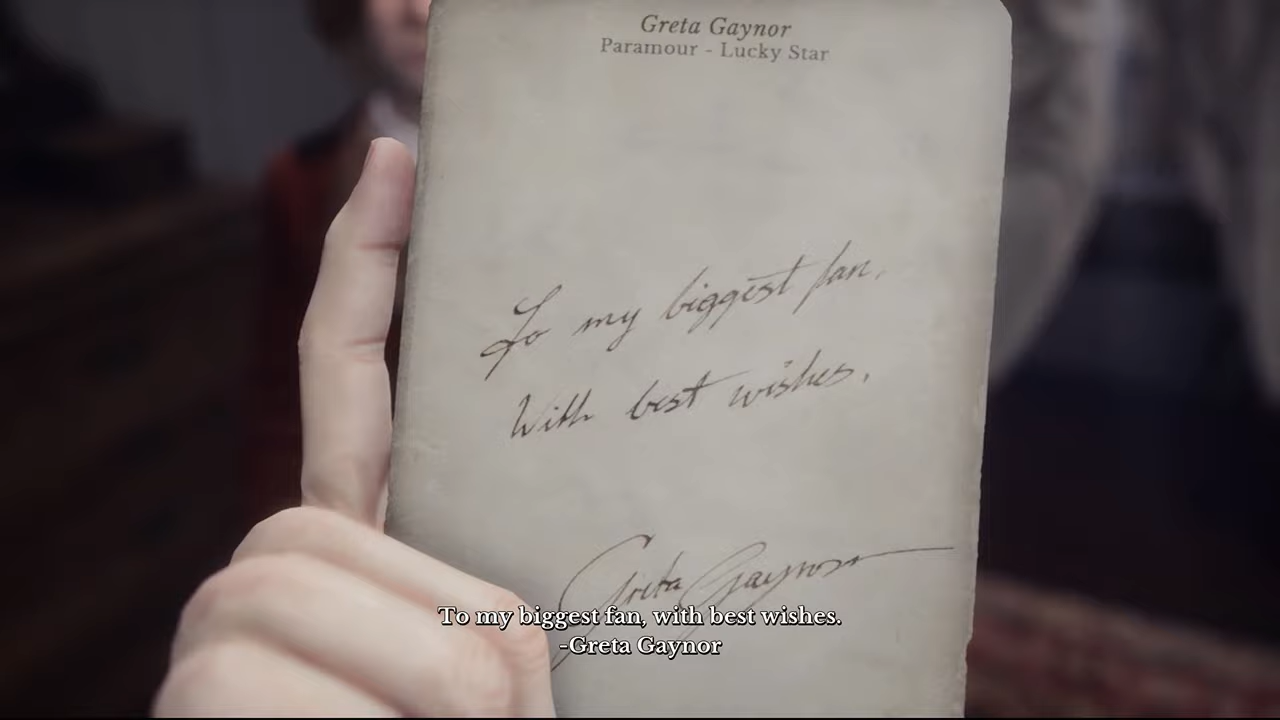 Greta Gaynor
Paramour - Lucky Star
To my biggest fan,
With best wishes,
Greta Gaynor
To my biggest fan, with best wishes.
-Greta Gaynor